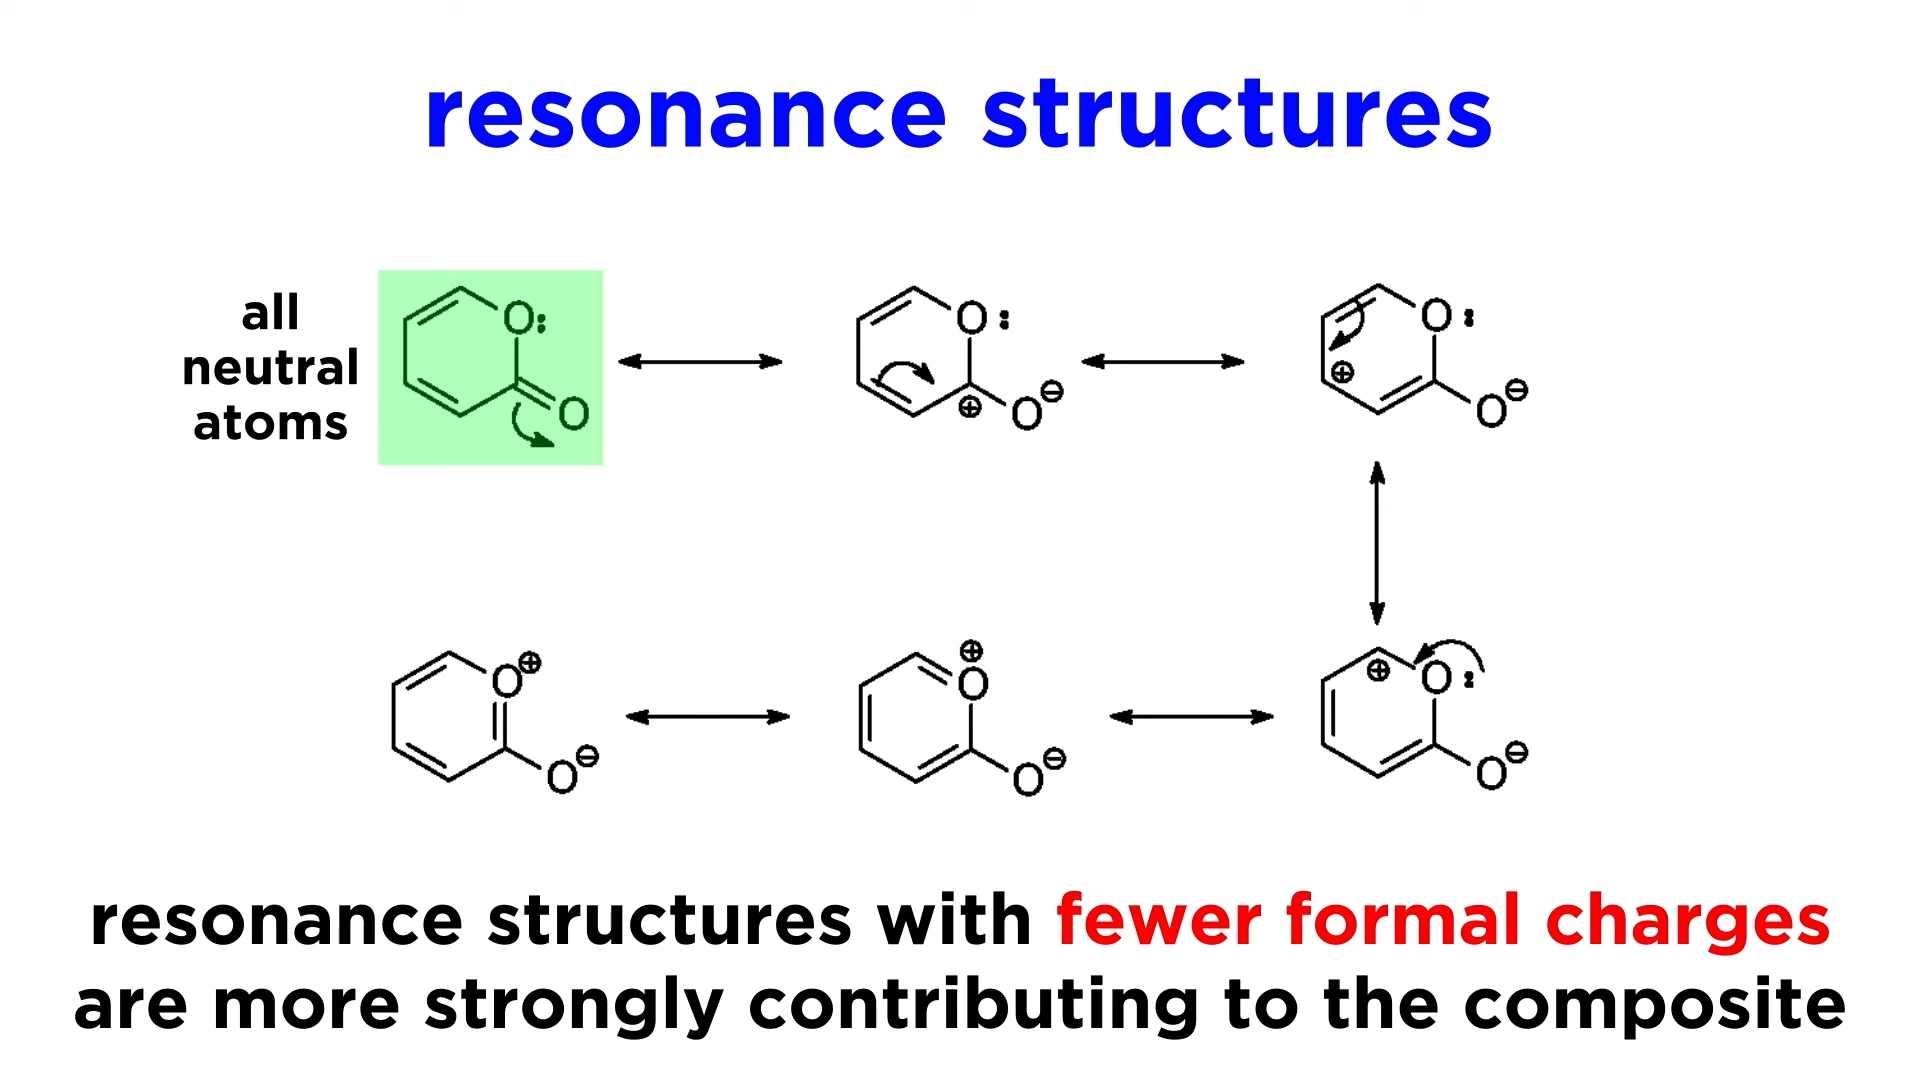 resonance structures
all
neutral
atoms
O:
O
O :
⊕
O⊖
O :
⊕
O⊖
O⊕
O⊖
⊕
O
O⊖
⊕
O :
O⊖
resonance structures with fewer formal charges
are more strongly contributing to the composite